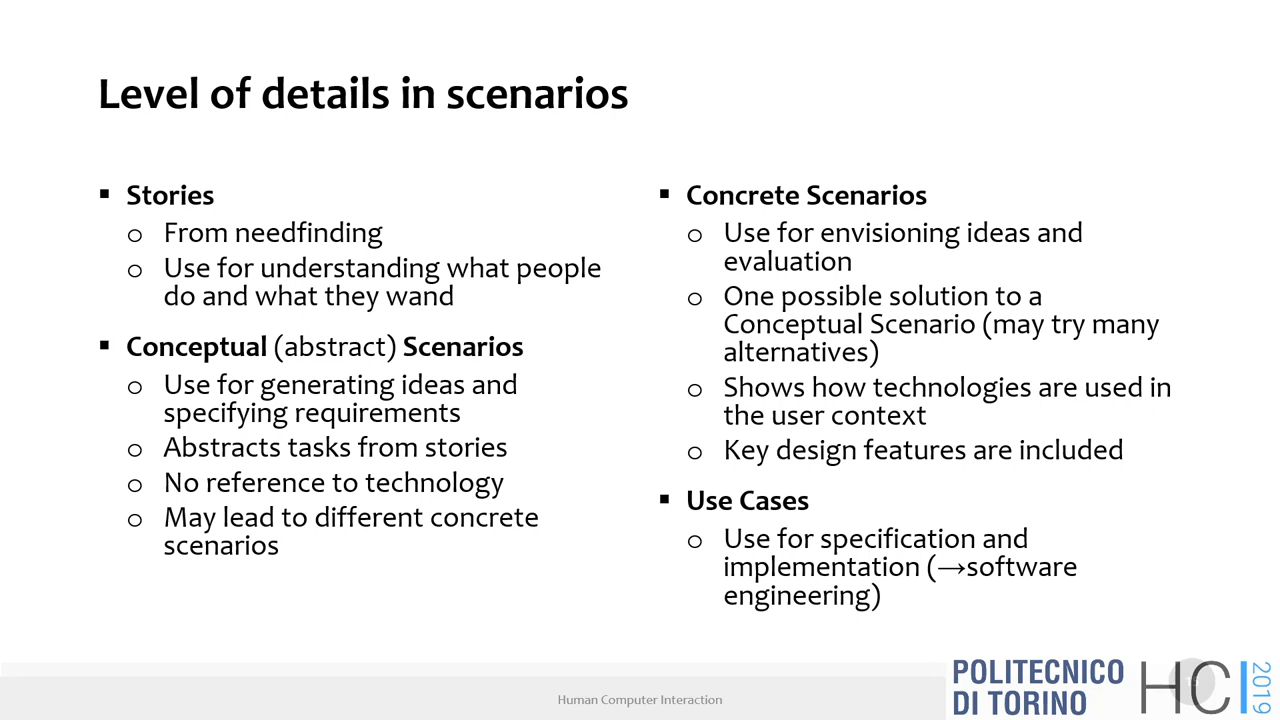 Level of details in scenarios
▪ Stories
o From needfinding
o Use for understanding what people
do and what they wand
▪ Conceptual (abstract) Scenarios
o Use for generating ideas and
specifying requirements
o Abstracts tasks from stories
o No reference to technology
o May lead to different concrete
scenarios
▪ Concrete Scenarios
o Use for envisioning ideas and
evaluation
o One possible solution to a
Conceptual Scenario (may try many
alternatives)
o Shows how technologies are used in
the user context
o Key design features are included
▪ Use Cases
o Use for specification and
implementation (→software
engineering)
Human Computer Interaction
POLITECNICO
DI TORINO
HCI
2019